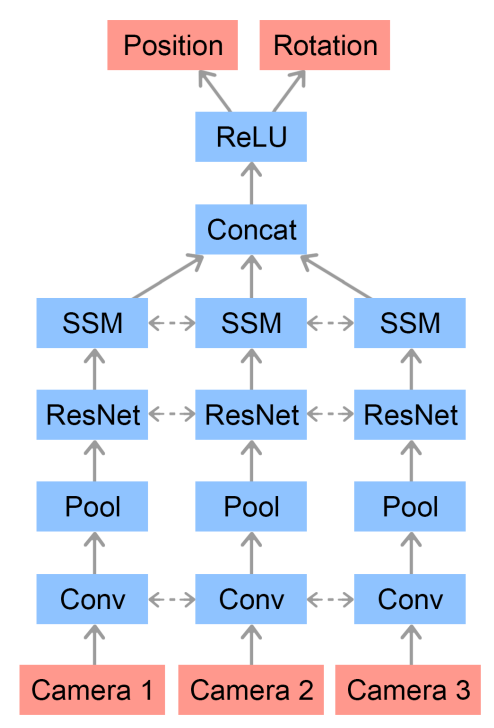 Position Rotation
ReLU
Concat
SSM SSM SSM
ResNet ResNet ResNet
Pool Pool Pool
Conv Conv Conv
Camera 1 Camera 2 Camera 3